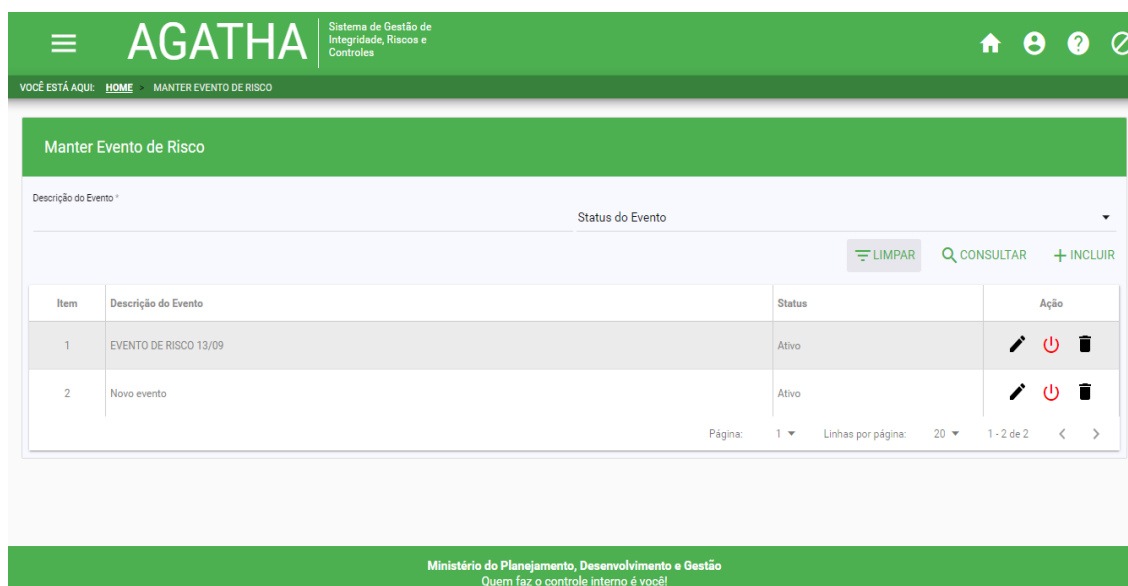 AGATHA
Sistema de Gestão de
Integridade, Riscos e
Controles
VOCÊ ESTÁ AQUI: HOME > MANTER EVENTO DE RISCO
Manter Evento de Risco
Descrição do Evento *
Status do Evento
LIMPAR CONSULTAR + INCLUIR
Item Descrição do Evento Status Ação
1 EVENTO DE RISCO 13/09 Ativo
2 Novo evento Ativo
Página: 1 Linhas por página: 20 1 - 2 de 2 < >
Ministério do Planejamento, Desenvolvimento e Gestão
Quem faz o controle interno é você!